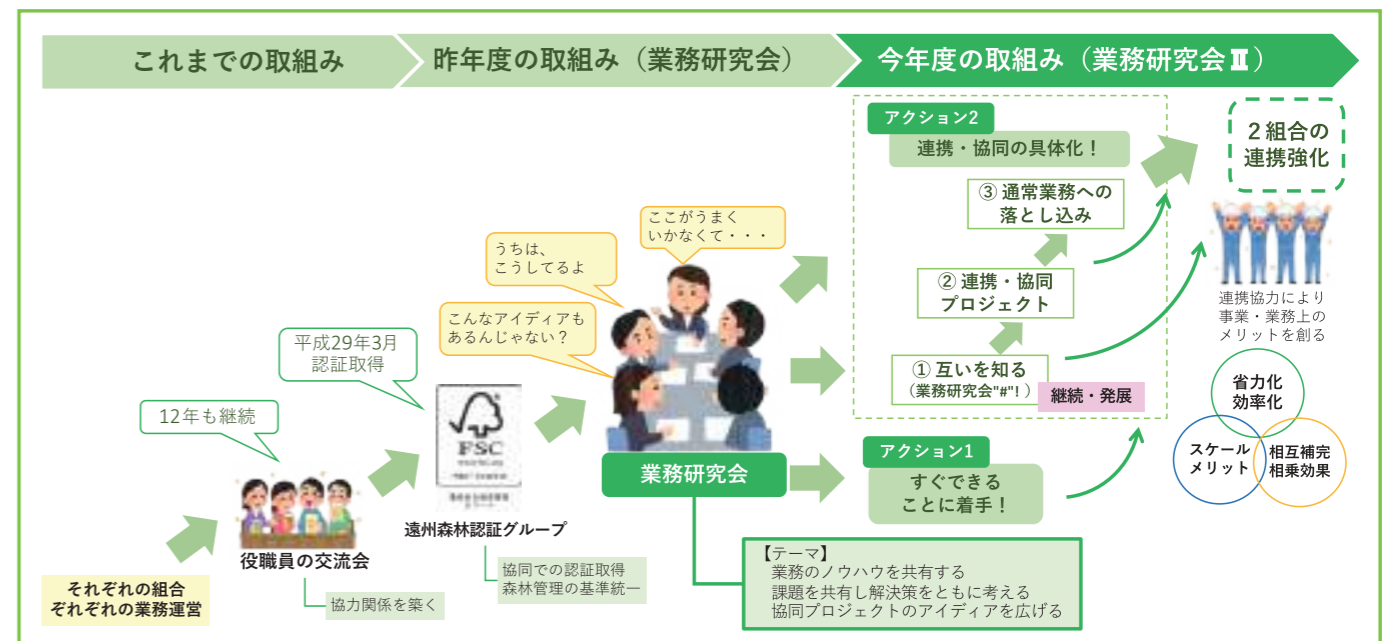 これまでの取組み
昨年度の取組み（業務研究会）
今年度の取組み（業務研究会Ⅱ）
それぞれの組合
ぞれぞれの業務運営
12年も継続
役職員の交流会
協力関係を築く
平成29年3月
認証取得
FSC
遠州森林認証グループ
協同での認証取得
森林管理の基準統一
こんなアイディアも
あるんじゃない？
うちは、
こうしてるよ
ここがうまく
いかなくて・・・
業務研究会
【テーマ】
業務のノウハウを共有する
課題を共有し解決策をともに考える
協同プロジェクトのアイディアを広げる
アクション2
連携・協同の具体化！
③ 通常業務への
落とし込み
② 連携・協同
プロジェクト
① 互いを知る
（業務研究会"#"!）
継続・発展
アクション1
すぐできる
ことに着手！
２組合の
連携強化
連携協力により
事業・業務上の
メリットを創る
省力化
効率化
スケール
メリット
相互補完
相乗効果